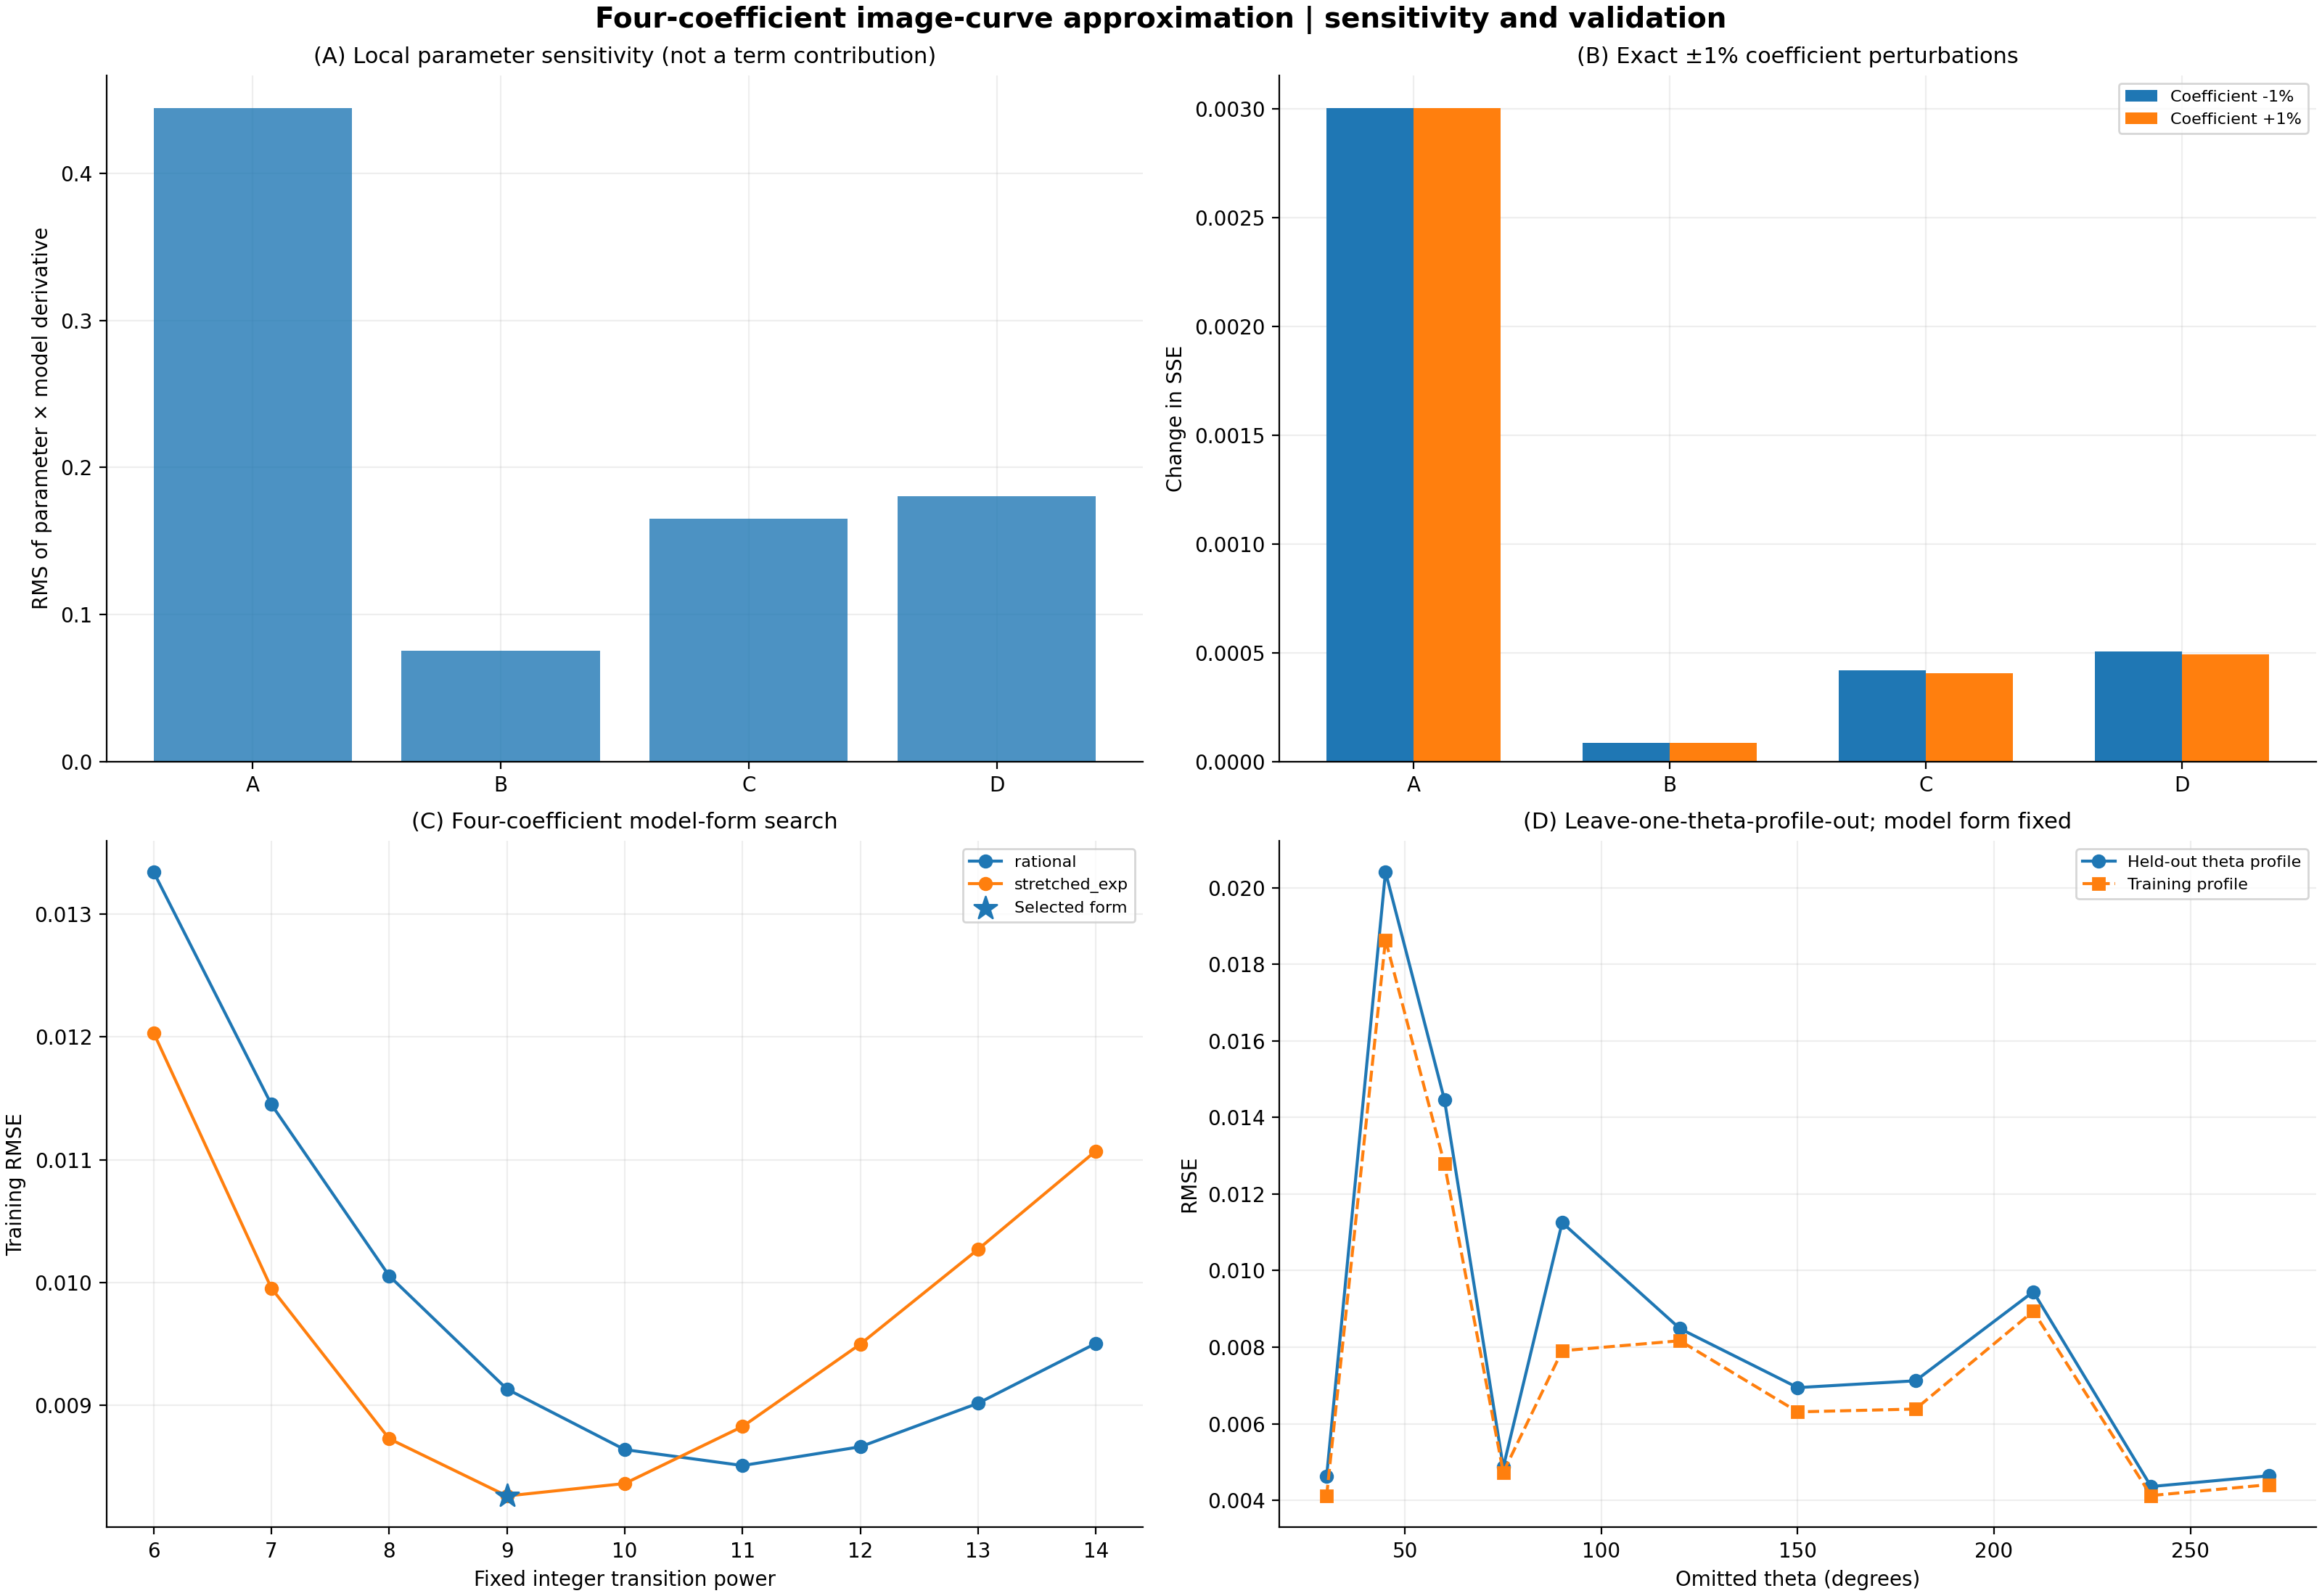 Four-coefficient image-curve approximation | sensitivity and validation
(A) Local parameter sensitivity (not a term contribution)
RMS of parameter × model derivative
0.4
0.3
0.2
0.1
0.0
A B C D
(B) Exact ±1% coefficient perturbations
Coefficient -1%
Coefficient +1%
Change in SSE
0.0030
0.0025
0.0020
0.0015
0.0010
0.0005
0.0000
A B C D
(C) Four-coefficient model-form search
rational
stretched_exp
Selected form
Training RMSE
0.013
0.012
0.011
0.010
0.009
6 7 8 9 10 11 12 13 14
Fixed integer transition power
(D) Leave-one-theta-profile-out; model form fixed
Held-out theta profile
Training profile
RMSE
0.020
0.018
0.016
0.014
0.012
0.010
0.008
0.006
0.004
50 100 150 200 250
Omitted theta (degrees)